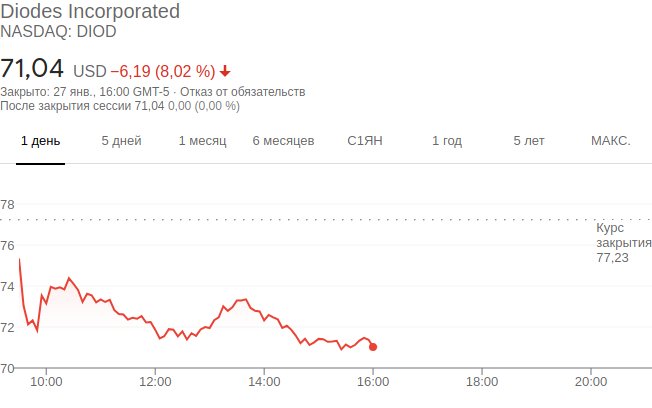 Diodes Incorporated
NASDAQ: DIOD
71,04 USD −6,19 (8,02 %)
Закрыто: 27 янв., 16:00 GMT-5 · Отказ от обязательств
После закрытия сессии 71,04 0,00 (0,00 %)
1 день 5 дней 1 месяц 6 месяцев С1ЯН 1 год 5 лет МАКС.
78
Курс
закрытия
77,23
76
74
72
70
10:00 12:00 14:00 16:00 18:00 20:00